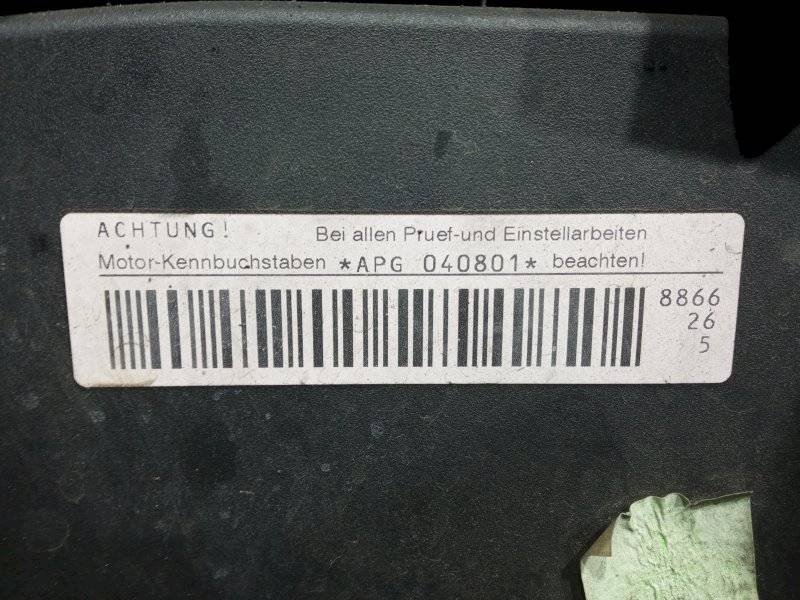 ACHTUNG! Bei allen Pruef-und Einstellarbeiten
Motor-Kennbuchstaben *APG 040801* beachten!
8866
26
5